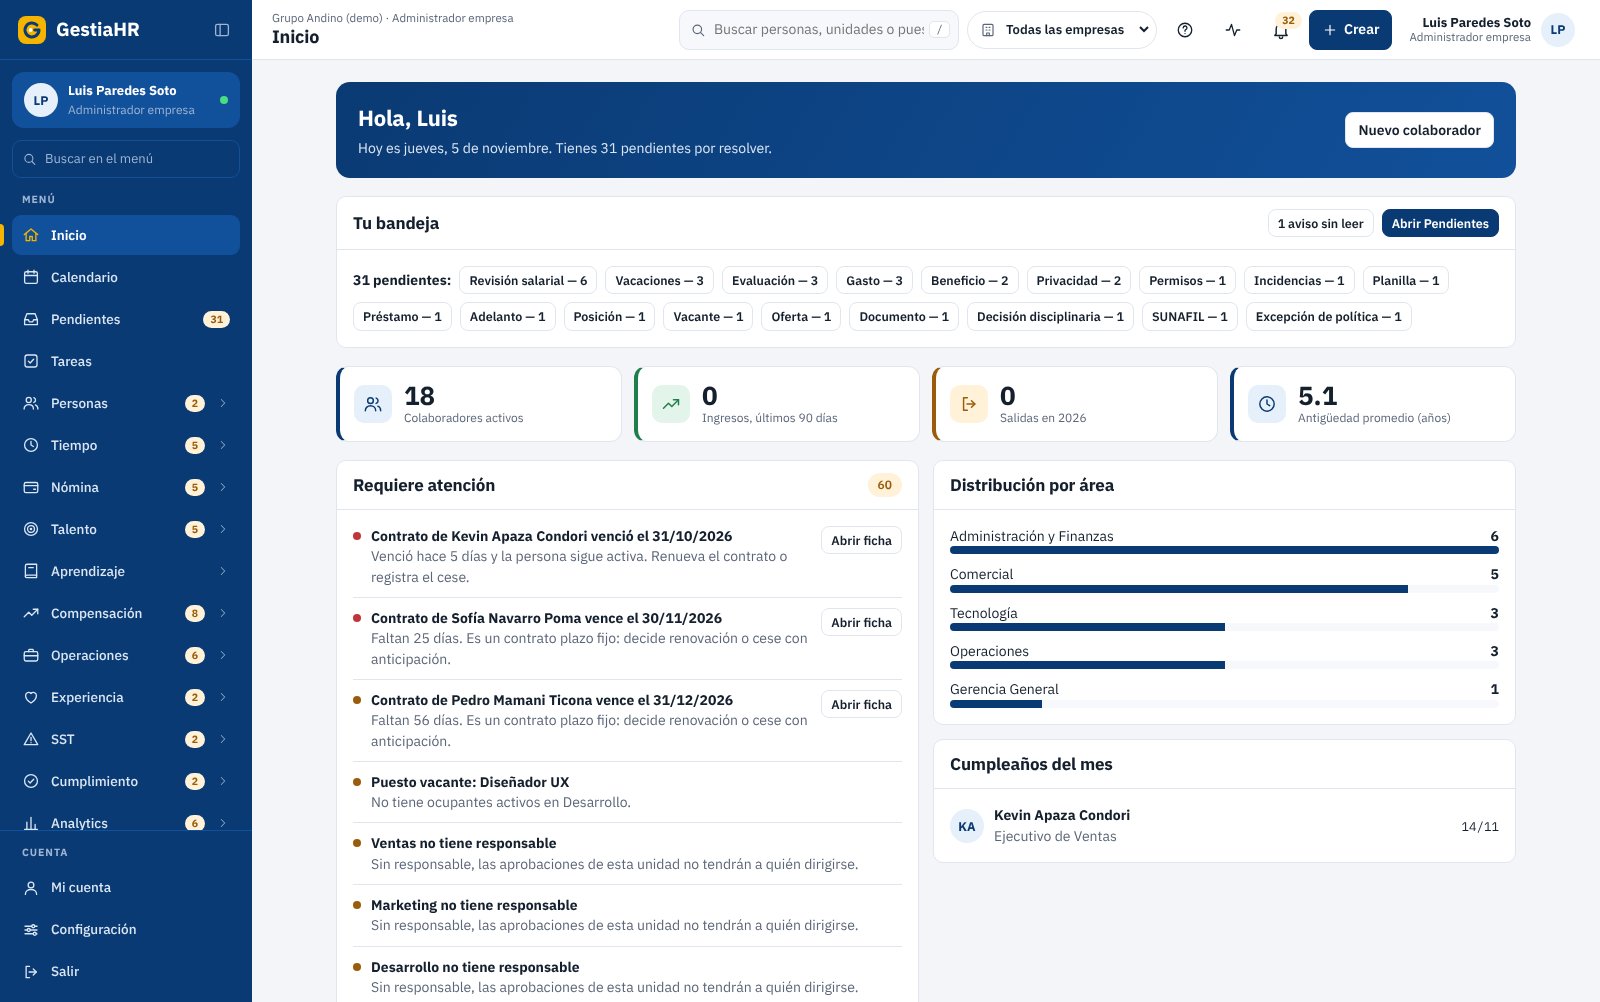 GestiaHR
LP
Luis Paredes Soto
Administrador empresa
Buscar en el menú
MENÚ
Inicio
Calendario
Pendientes 31
Tareas
Personas 2
Tiempo 5
Nómina 5
Talento 5
Aprendizaje
Compensación 8
Operaciones 6
Experiencia 2
SST 2
Cumplimiento 2
Analytics 6
CUENTA
Mi cuenta
Configuración
Salir
Grupo Andino (demo) · Administrador empresa
Inicio
Buscar personas, unidades o pues /
Todas las empresas
32
Crear
Luis Paredes Soto
Administrador empresa
LP
Hola, Luis
Hoy es jueves, 5 de noviembre. Tienes 31 pendientes por resolver.
Nuevo colaborador
Tu bandeja
1 aviso sin leer
Abrir Pendientes
31 pendientes: Revisión salarial — 6 Vacaciones — 3 Evaluación — 3 Gasto — 3 Beneficio — 2 Privacidad — 2 Permisos — 1 Incidencias — 1 Planilla — 1
Préstamo — 1 Adelanto — 1 Posición — 1 Vacante — 1 Oferta — 1 Documento — 1 Decisión disciplinaria — 1 SUNAFIL — 1 Excepción de política — 1
18
Colaboradores activos
0
Ingresos, últimos 90 días
0
Salidas en 2026
5.1
Antigüedad promedio (años)
Requiere atención 60
Contrato de Kevin Apaza Condori venció el 31/10/2026
Venció hace 5 días y la persona sigue activa. Renueva el contrato o
registra el cese.
Abrir ficha
Contrato de Sofía Navarro Poma vence el 30/11/2026
Faltan 25 días. Es un contrato plazo fijo: decide renovación o cese con
anticipación.
Abrir ficha
Contrato de Pedro Mamani Ticona vence el 31/12/2026
Faltan 56 días. Es un contrato plazo fijo: decide renovación o cese con
anticipación.
Abrir ficha
Puesto vacante: Diseñador UX
No tiene ocupantes activos en Desarrollo.
Ventas no tiene responsable
Sin responsable, las aprobaciones de esta unidad no tendrán a quién dirigirse.
Marketing no tiene responsable
Sin responsable, las aprobaciones de esta unidad no tendrán a quién dirigirse.
Desarrollo no tiene responsable
Sin responsable, las aprobaciones de esta unidad no tendrán a quién dirigirse.
Distribución por área
Administración y Finanzas 6
Comercial 5
Tecnología 3
Operaciones 3
Gerencia General 1
Cumpleaños del mes
KA
Kevin Apaza Condori
Ejecutivo de Ventas
14/11